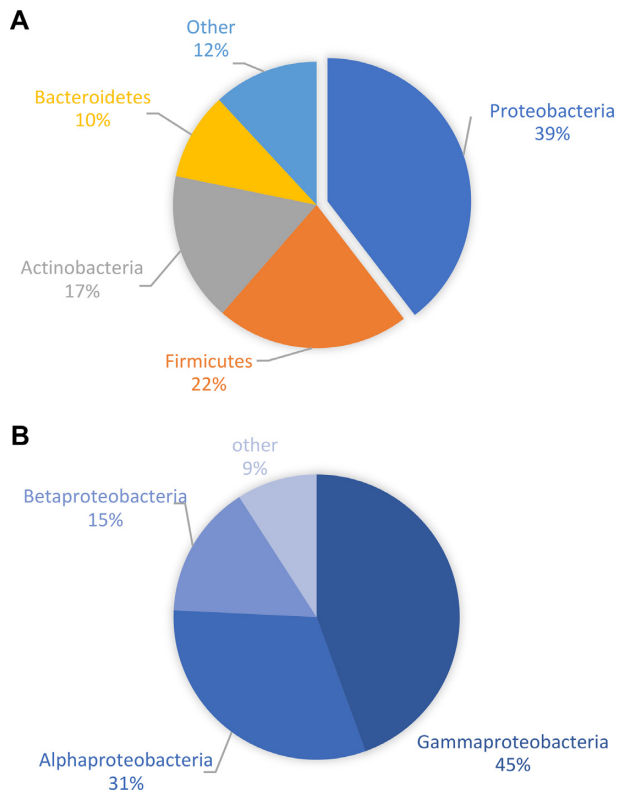 A
Other
12%
Bacteroidetes
10%
Proteobacteria
39%
Actinobacteria
17%
Firmicutes
22%
B
other
9%
Betaproteobacteria
15%
Gammaproteobacteria
45%
Alphaproteobacteria
31%